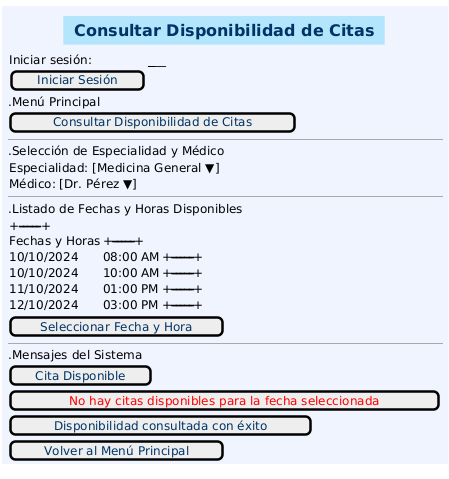 Consultar Disponibilidad de Citas
Iniciar sesión: ___
Iniciar Sesión
.Menú Principal
Consultar Disponibilidad de Citas
.Selección de Especialidad y Médico
Especialidad: [Medicina General ▼]
Médico: [Dr. Pérez ▼]
.Listado de Fechas y Horas Disponibles
+-----+
Fechas y Horas +-----+
10/10/2024 08:00 AM +-----+
10/10/2024 10:00 AM +-----+
11/10/2024 01:00 PM +-----+
12/10/2024 03:00 PM +-----+
Seleccionar Fecha y Hora
.Mensajes del Sistema
Cita Disponible
No hay citas disponibles para la fecha seleccionada
Disponibilidad consultada con éxito
Volver al Menú Principal